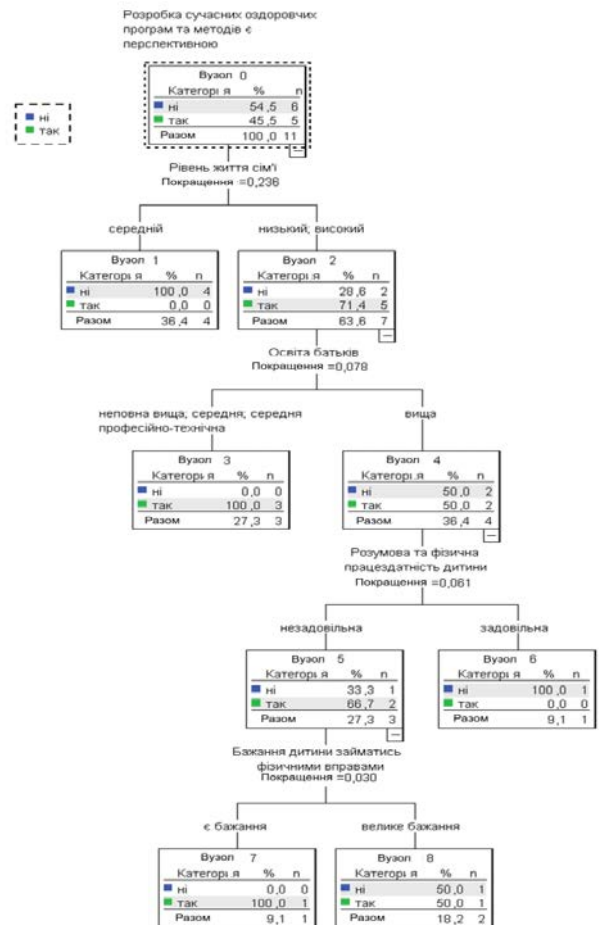 Розробка сучасних оздоровчих
програм та методів є
перспективною
ні
так
Вузол 0
Категорі я % n
ні 54,5 6
так 45,5 5
Разом 100,0 11
Рівень життя сім'ї
Покращення =0,236
середній
низький; високий
Вузол 1
Категорі я % n
ні 100,0 4
так 0,0 0
Разом 36,4 4
Вузол 2
Категорі я % n
ні 28,6 2
так 71,4 5
Разом 63,6 7
Освіта батьків
Покращення =0,078
неповна вища; середня; середня
професійно-технічна
вища
Вузол 3
Категорі я % n
ні 0,0 0
так 100,0 3
Разом 27,3 3
Вузол 4
Категорі я % n
ні 50,0 2
так 50,0 2
Разом 36,4 4
Розумова та фізична
працездатність дитини
Покращення =0,061
незадовільна
задовільна
Вузол 5
Категорі я % n
ні 33,3 1
так 66,7 2
Разом 27,3 3
Вузол 6
Категорі я % n
ні 100,0 1
так 0,0 0
Разом 9,1 1
Бажання дитини займатись
фізичними вправами
Покращення =0,030
є бажання
велике бажання
Вузол 7
Категорі я % n
ні 0,0 0
так 100,0 1
Разом 9,1 1
Вузол 8
Категорі я % n
ні 50,0 1
так 50,0 1
Разом 18,2 2